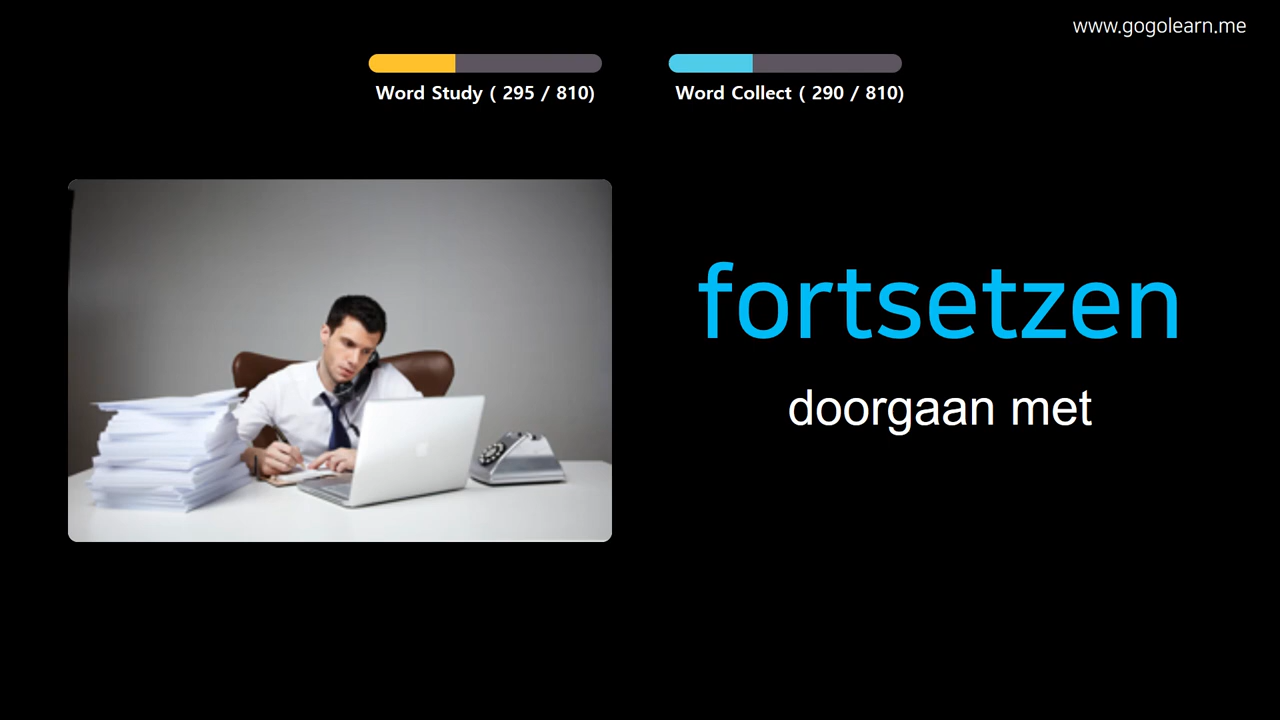 www.gogolearn.me
Word Study ( 295 / 810)
Word Collect ( 290 / 810)
fortsetzen
doorgaan met